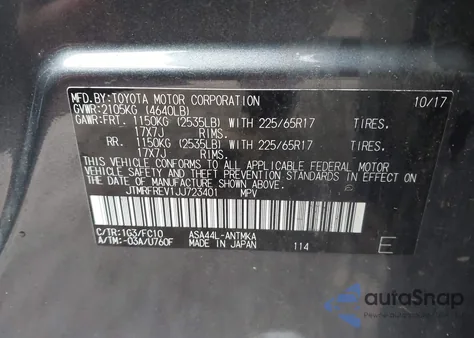 MFD.BY:TOYOTA MOTOR CORPORATION 10/17
GVWR:2105KG (4640LB)
GAWR:FRT. 1150KG (2535LB) WITH 225/65R17 TIRES,
17X7J RIMS.
RR. 1150KG (2535LB) WITH 225/65R17 TIRES,
17X7J RIMS.
THIS VEHICLE CONFORMS TO ALL APPLICABLE FEDERAL MOTOR
VEHICLE SAFETY, BUMPER, AND THEFT PREVENTION STANDARDS IN
EFFECT ON THE DATE OF MANUFACTURE SHOWN ABOVE.
JTMRFREV1JJ723401 MPV
C/TR:1G3/FC10 ASA44L-ANTMKA
A/TM:-03A/U760F MADE IN JAPAN 114 E
autoSnap